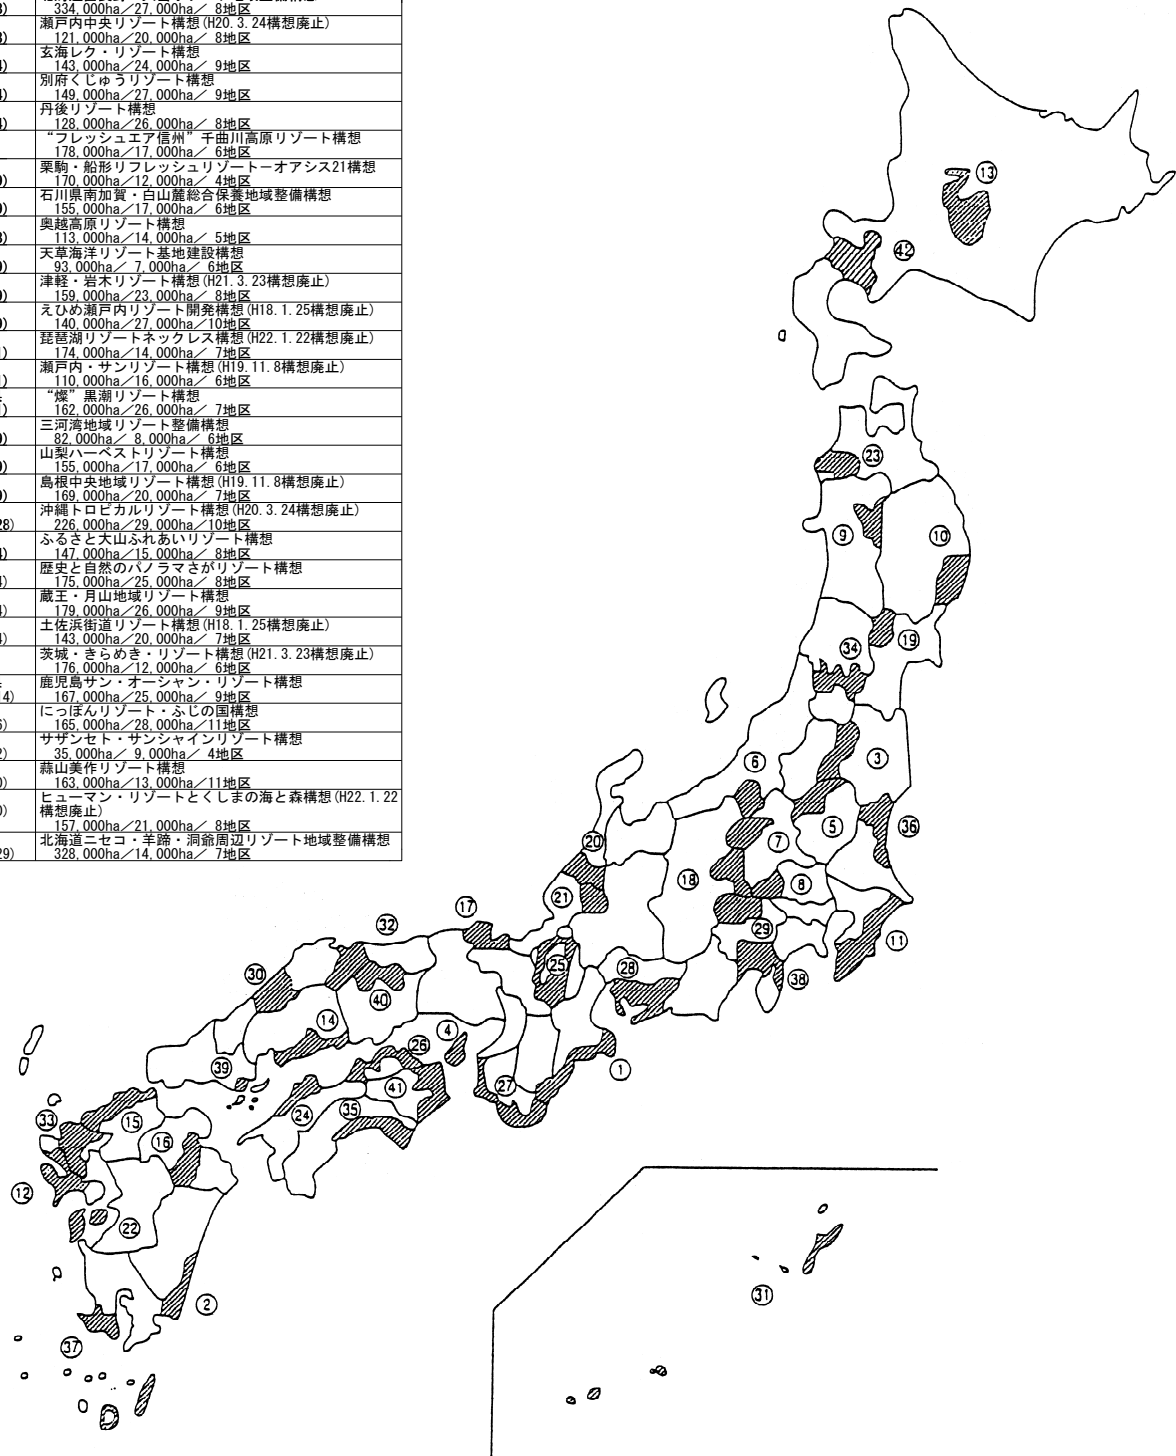 3)
334,000ha／27,000ha／ 8地区
瀬戸内中央リゾート構想(H20.3.24構想廃止)
121,000ha／20,000ha／ 8地区
玄海レク・リゾート構想
143,000ha／24,000ha／ 9地区
別府くじゅうリゾート構想
149,000ha／27,000ha／ 9地区
丹後リゾート構想
128,000ha／26,000ha／ 8地区
“フレッシュエア信州”千曲川高原リゾート構想
178,000ha／17,000ha／ 6地区
栗駒・船形リフレッシュリゾートーオアシス21構想
170,000ha／12,000ha／ 4地区
石川県南加賀・白山麓総合保養地域整備構想
155,000ha／17,000ha／ 6地区
奥越高原リゾート構想
113,000ha／14,000ha／ 5地区
天草海洋リゾート基地建設構想
93,000ha／ 7,000ha／ 6地区
津軽・岩木リゾート構想(H21.3.23構想廃止)
159,000ha／23,000ha／ 8地区
えひめ瀬戸内リゾート開発構想(H18.1.25構想廃止)
140,000ha／27,000ha／10地区
琵琶湖リゾートネックレス構想(H22.1.22構想廃止)
174,000ha／14,000ha／ 7地区
瀬戸内・サンリゾート構想(H19.11.8構想廃止)
110,000ha／16,000ha／ 6地区
“燦”黒潮リゾート構想
162,000ha／26,000ha／ 7地区
三河湾地域リゾート整備構想
82,000ha／ 8,000ha／ 6地区
山梨ハーベストリゾート構想
155,000ha／17,000ha／ 6地区
島根中央地域リゾート構想(H19.11.8構想廃止)
169,000ha／20,000ha／ 7地区
沖縄トロピカルリゾート構想(H20.3.24構想廃止)
28) 226,000ha／29,000ha／10地区
ふるさと大山ふれあいリゾート構想
147,000ha／15,000ha／ 8地区
歴史と自然のパノラマさがリゾート構想
175,000ha／25,000ha／ 8地区
蔵王・月山地域リゾート構想
179,000ha／26,000ha／ 9地区
土佐浜街道リゾート構想(H18.1.25構想廃止)
143,000ha／20,000ha／ 7地区
茨城・きらめき・リゾート構想(H21.3.23構想廃止)
176,000ha／12,000ha／ 6地区
鹿児島サン・オーシャン・リゾート構想
14) 167,000ha／25,000ha／ 9地区
にっぽんリゾート・ふじの国構想
165,000ha／28,000ha／11地区
サザンセト・サンシャインリゾート構想
35,000ha／ 9,000ha／ 4地区
蒜山美作リゾート構想
163,000ha／13,000ha／11地区
ヒューマン・リゾートとくしまの海と森構想(H22.1.22
構想廃止)
157,000ha／21,000ha／ 8地区
北海道ニセコ・羊蹄・洞爺周辺リゾート地域整備構想
29) 328,000ha／14,000ha／ 7地区
⑬
㊷
㉓
⑨
⑩
⑲
㉞
⑥
③
⑤
㊱
⑦
⑳
⑱
⑧
㉑
⑰
㉜
⑪
㉙
㉕
㉘
㊳
㉚
㊵
⑭
④
㉖
㊴
①
㊶
㉗
㉔
㉟
㉝
⑮
⑯
⑫
㉒
②
㊲
㉛